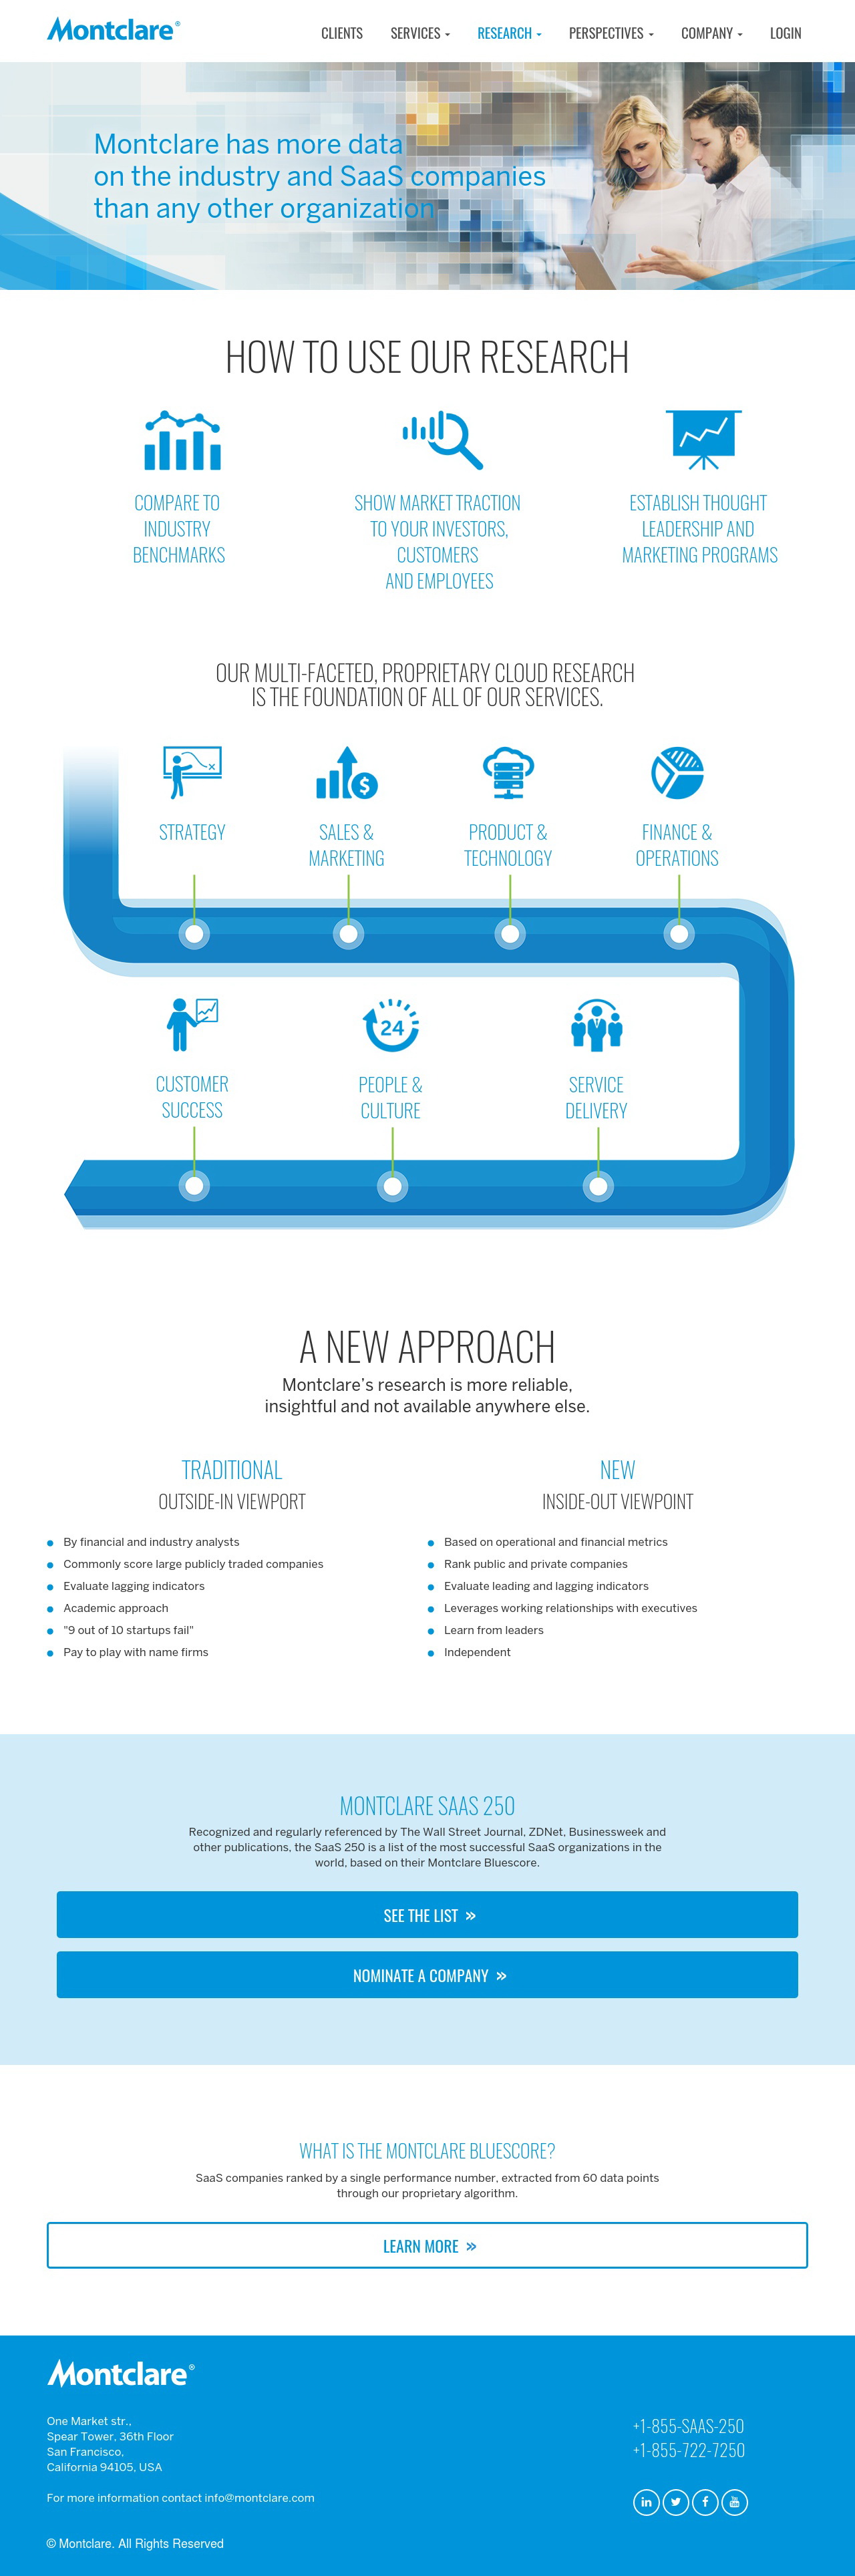 Montclare®
CLIENTS
SERVICES
RESEARCH
PERSPECTIVES
COMPANY
LOGIN
Montclare has more data
on the industry and SaaS companies
than any other organization
HOW TO USE OUR RESEARCH
COMPARE TO
INDUSTRY
BENCHMARKS
SHOW MARKET TRACTION
TO YOUR INVESTORS,
CUSTOMERS
AND EMPLOYEES
ESTABLISH THOUGHT
LEADERSHIP AND
MARKETING PROGRAMS
OUR MULTI-FACETED, PROPRIETARY CLOUD RESEARCH
IS THE FOUNDATION OF ALL OF OUR SERVICES.
$
STRATEGY
SALES &
MARKETING
PRODUCT &
TECHNOLOGY
FINANCE &
OPERATIONS
24
CUSTOMER
SUCCESS
PEOPLE &
CULTURE
SERVICE
DELIVERY
A NEW APPROACH
Montclare's research is more reliable,
insightful and not available anywhere else.
TRADITIONAL
OUTSIDE-IN VIEWPORT
By financial and industry analysts
Commonly score large publicly traded companies
Evaluate lagging indicators
Academic approach
"9 out of 10 startups fail"
Pay to play with name firms
NEW
INSIDE-OUT VIEWPOINT
Based on operational and financial metrics
Rank public and private companies
Evaluate leading and lagging indicators
Leverages working relationships with executives
Learn from leaders
Independent
MONTCLARE SAAS 250
Recognized and regularly referenced by The Wall Street Journal, ZDNet, Businessweek and
other publications, the SaaS 250 is a list of the most successful SaaS organizations in the
world, based on their Montclare Bluescore.
SEE THE LIST »
NOMINATE A COMPANY »
WHAT IS THE MONTCLARE BLUESCORE?
SaaS companies ranked by a single performance number, extracted from 60 data points
through our proprietary algorithm.
LEARN MORE »
Montclare®
One Market str.,
Spear Tower, 36th Floor
San Francisco,
California 94105, USA
For more information contact info@montclare.com
© Montclare. All Rights Reserved
+1-855-SAAS-250
+1-855-722-7250
in
f
You